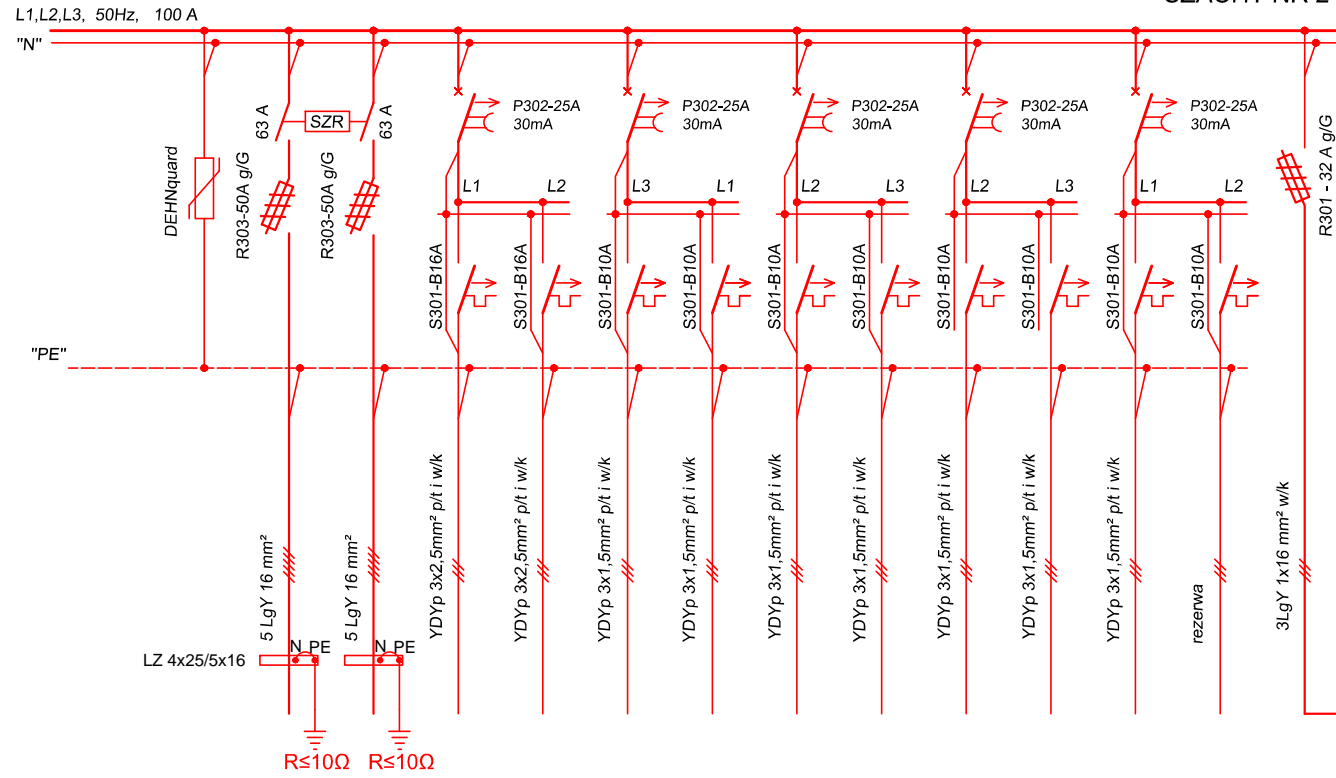 SZACHT NR 2
L1,L2,L3, 50Hz, 100 A
"N"
63 A
SZR
63 A
P302-25A
30mA
P302-25A
30mA
P302-25A
30mA
P302-25A
30mA
P302-25A
30mA
DEHNquard
R303-50A g/G
R303-50A g/G
R301 - 32 A g/G
L1
L2
L3
L1
L2
L3
L2
L3
L1
L2
S301-B16A
S301-B16A
S301-B10A
S301-B10A
S301-B10A
S301-B10A
S301-B10A
S301-B10A
S301-B10A
S301-B10A
"PE"
5 LgY 16 mm²
5 LgY 16 mm²
YDYp 3x2,5mm² p/t i w/k
YDYp 3x2,5mm² p/t i w/k
YDYp 3x1,5mm² p/t i w/k
YDYp 3x1,5mm² p/t i w/k
YDYp 3x1,5mm² p/t i w/k
YDYp 3x1,5mm² p/t i w/k
YDYp 3x1,5mm² p/t i w/k
YDYp 3x1,5mm² p/t i w/k
YDYp 3x1,5mm² p/t i w/k
rezerwa
3LgY 1x16 mm² w/k
LZ 4x25/5x16
N PE
N PE
R≤10Ω
R≤10Ω